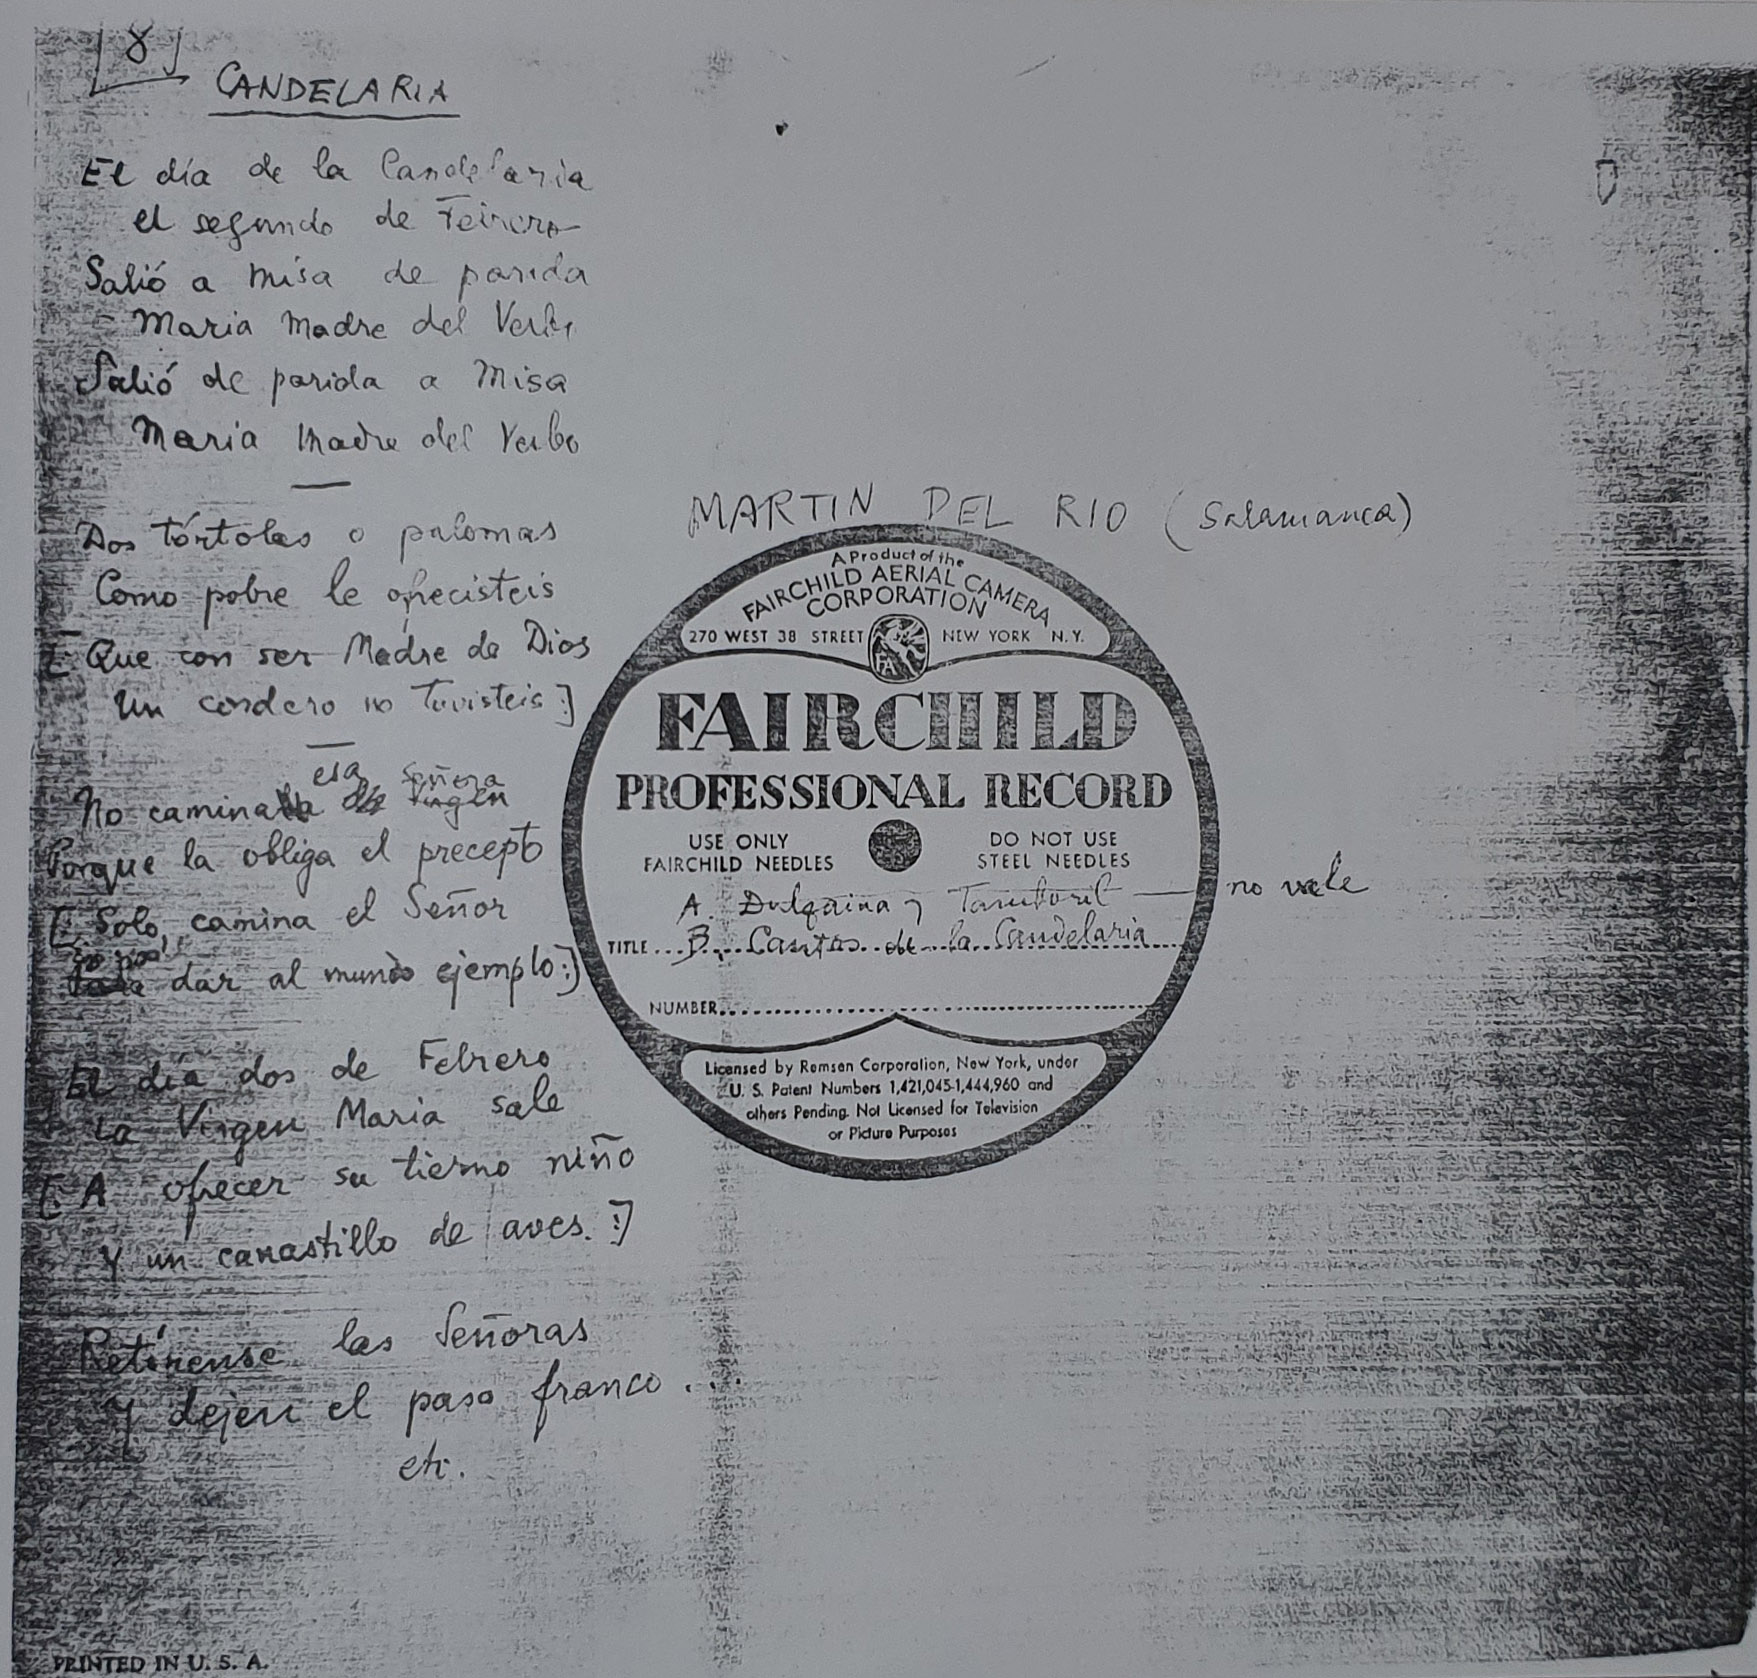 [8]
CANDELARIA
El día de la Candelaria
el segundo de Feirero
Salió a misa de parida
- Maria Madre del Verbo
Salió de parida a Misa
Maria Madre del Verbo
Dos tórtolas o palomas
Como pobre le ofrecisteis
[: Que con ser Madre de Dios
un cordero no tuvisteis :]
esa señora
No camina Virgen
Porque la obliga el precepto
[: Solo camina el Señor
dar al mundo ejemplo :]
El día dos de Febrero
La Virgen Maria sale
[: A ofrecer su tierno niño
Y un canastillo de aves. :]
Retírense las Señoras
Y dejen el paso franco ...
etc.
MARTIN DEL RIO (Salamanca)
A Product of the
FAIRCHILD AERIAL CAMERA
CORPORATION
270 WEST 38 STREET NEW YORK N.Y.
FAIRCHILD
PROFESSIONAL RECORD
USE ONLY
FAIRCHILD NEEDLES
DO NOT USE
STEEL NEEDLES
A. Dulzaina y Tamboril — no vale
TITLE... B. Cantos de la Candelaria
NUMBER
Licensed by Remsen Corporation, New York, under
U. S. Patent Numbers 1,421,045-1,444,960 and
others Pending. Not Licensed for Television
or Picture Purposes
PRINTED IN U. S. A.